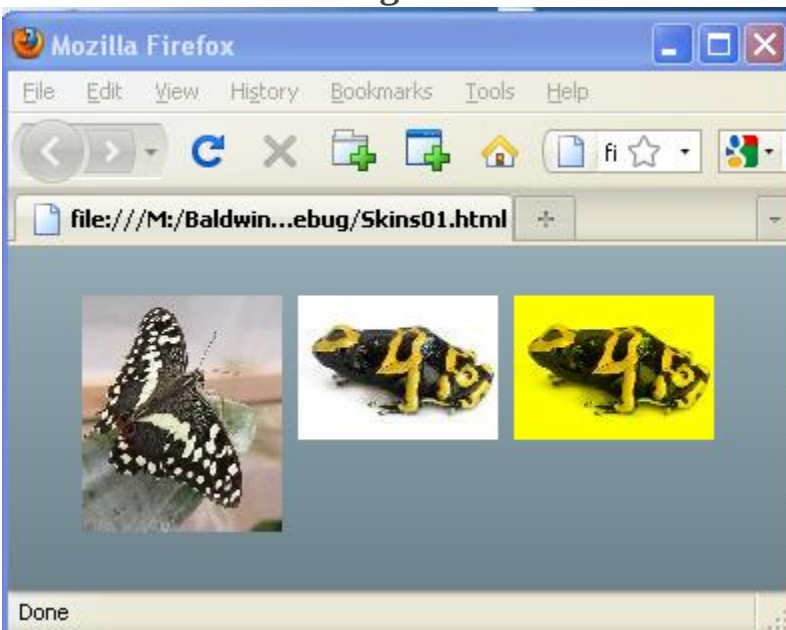 Mozilla Firefox
File Edit View History Bookmarks Tools Help
fi
file:///M:/Baldwin...ebug/Skins01.html
Done